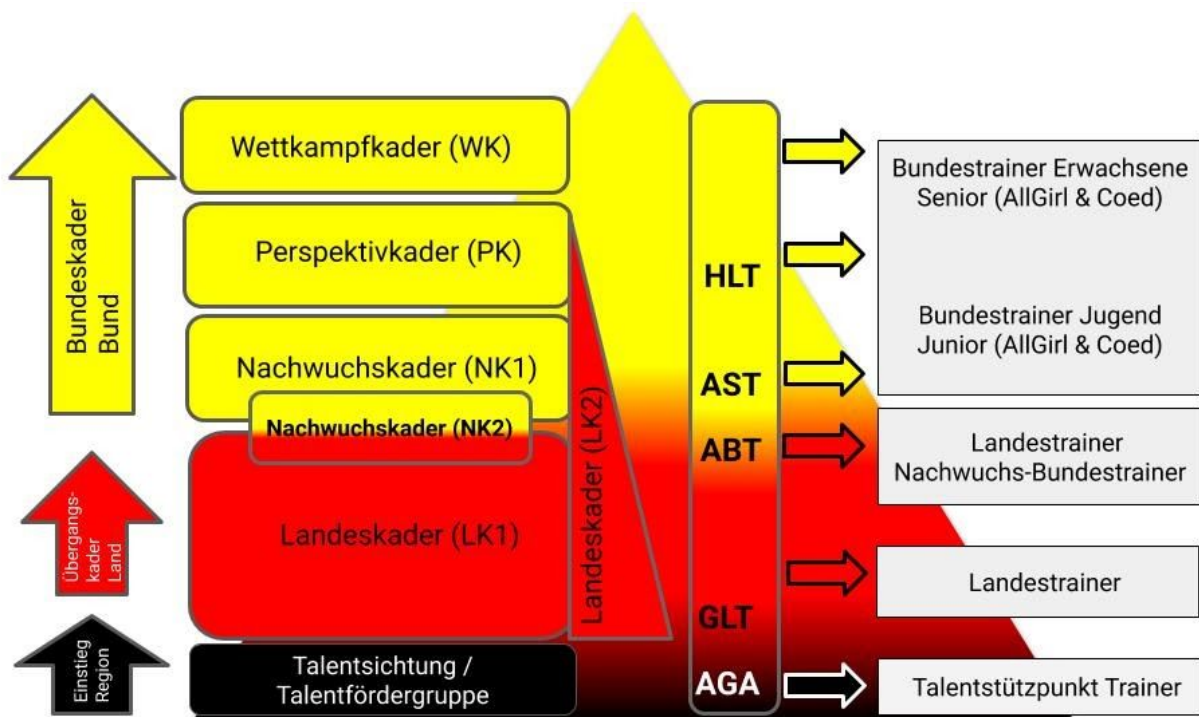 Bundeskader
Bund
Übergangs-
kader
Land
Einstieg
Region
Wettkampfkader (WK)
Perspektivkader (PK)
Nachwuchskader (NK1)
Nachwuchskader (NK2)
Landeskader (LK1)
Talentsichtung /
Talentfördergruppe
Landeskader (LK2)
HLT
AST
ABT
GLT
AGA
Bundestrainer Erwachsene
Senior (AllGirl & Coed)
Bundestrainer Jugend
Junior (AllGirl & Coed)
Landestrainer
Nachwuchs-Bundestrainer
Landestrainer
Talentstützpunkt Trainer